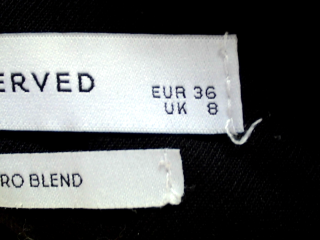 ERVED
EUR 36
UK 8
RO BLEND